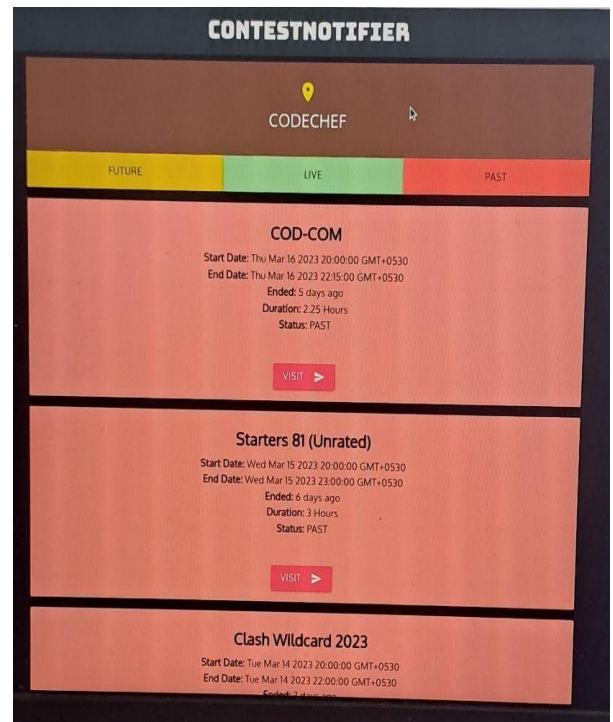 CONTESTNOTIFIER
CODECHEF
FUTURE LIVE PAST
COD-COM
Start Date: Thu Mar 16 2023 20:00:00 GMT+0530
End Date: Thu Mar 16 2023 22:15:00 GMT+0530
Ended: 5 days ago
Duration: 2.25 Hours
Status: PAST
VISIT
Starters 81 (Unrated)
Start Date: Wed Mar 15 2023 20:00:00 GMT+0530
End Date: Wed Mar 15 2023 23:00:00 GMT+0530
Ended: 6 days ago
Duration: 3 Hours
Status: PAST
VISIT
Clash Wildcard 2023
Start Date: Tue Mar 14 2023 20:00:00 GMT+0530
End Date: Tue Mar 14 2023 22:00:00 GMT+0530
Ended: 7 days ago